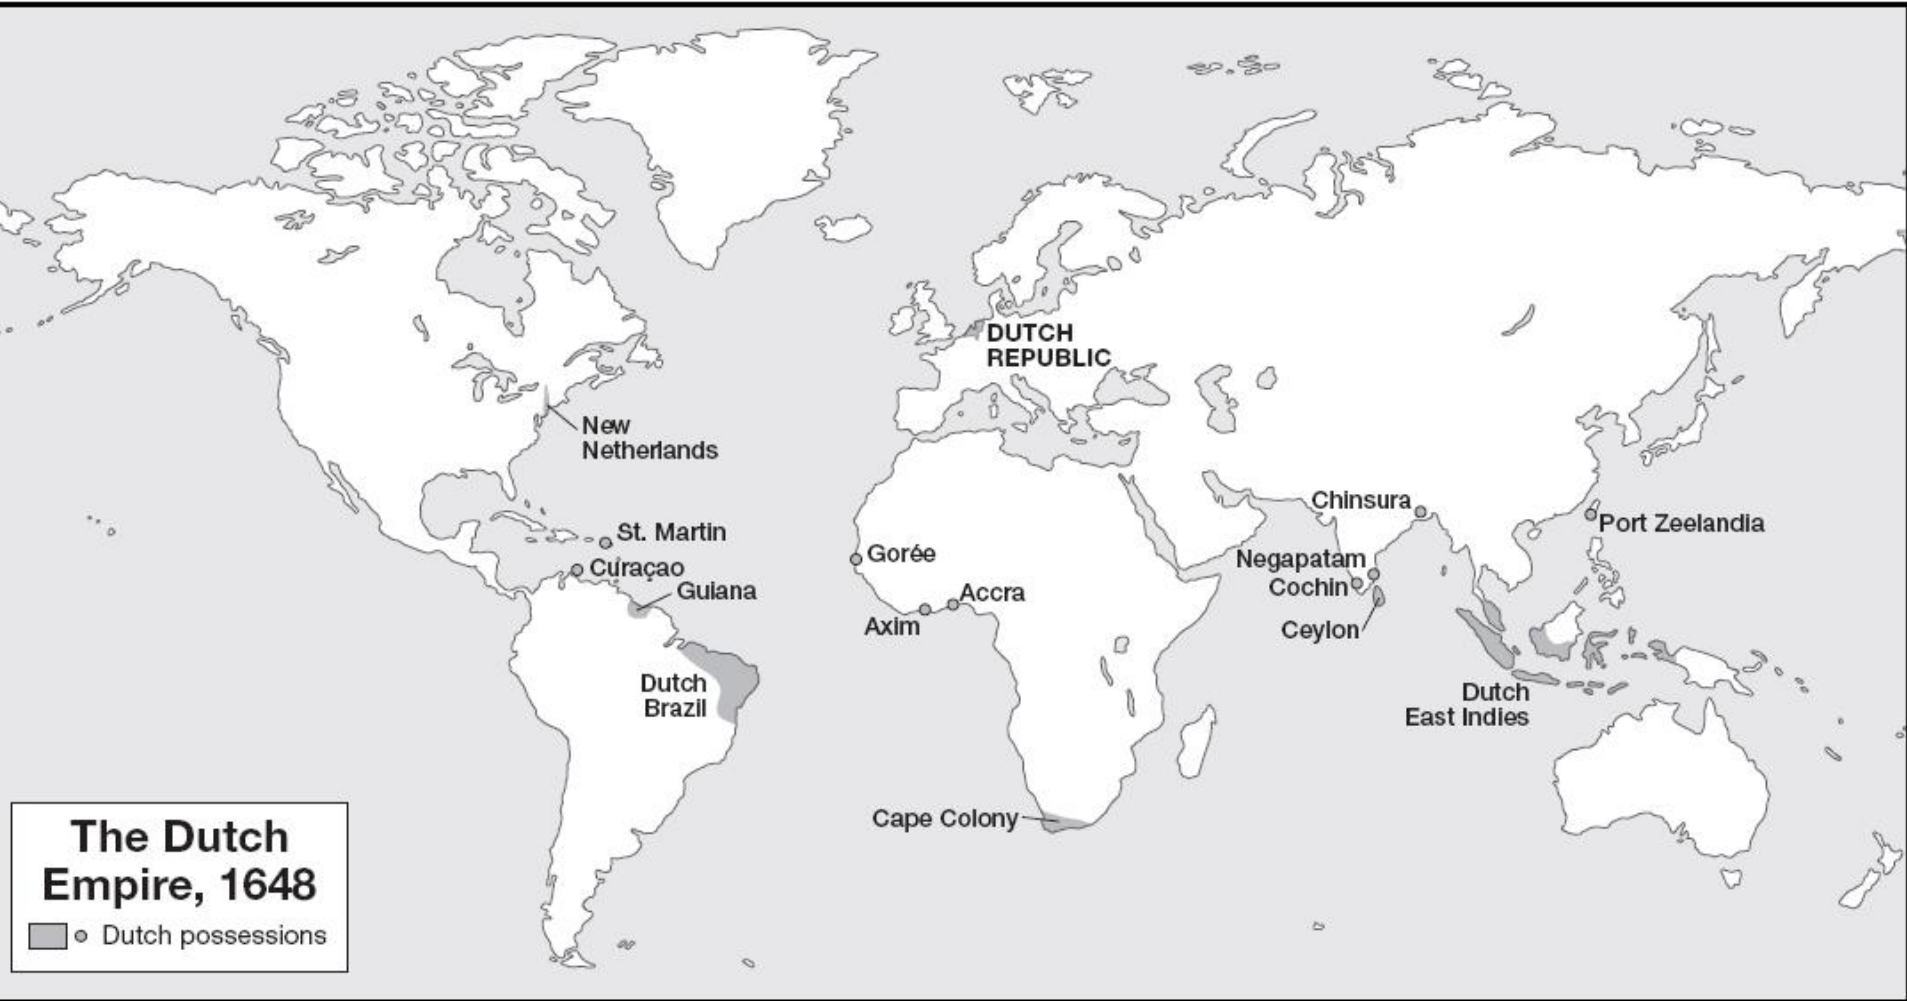 DUTCH
REPUBLIC
New
Netherlands
St. Martin
Curaçao
Guiana
Dutch
Brazil
Gorée
Accra
Axim
Cape Colony
Chinsura
Port Zeelandia
Negapatam
Cochin
Ceylon
Dutch
East Indies
The Dutch
Empire, 1648
Dutch possessions